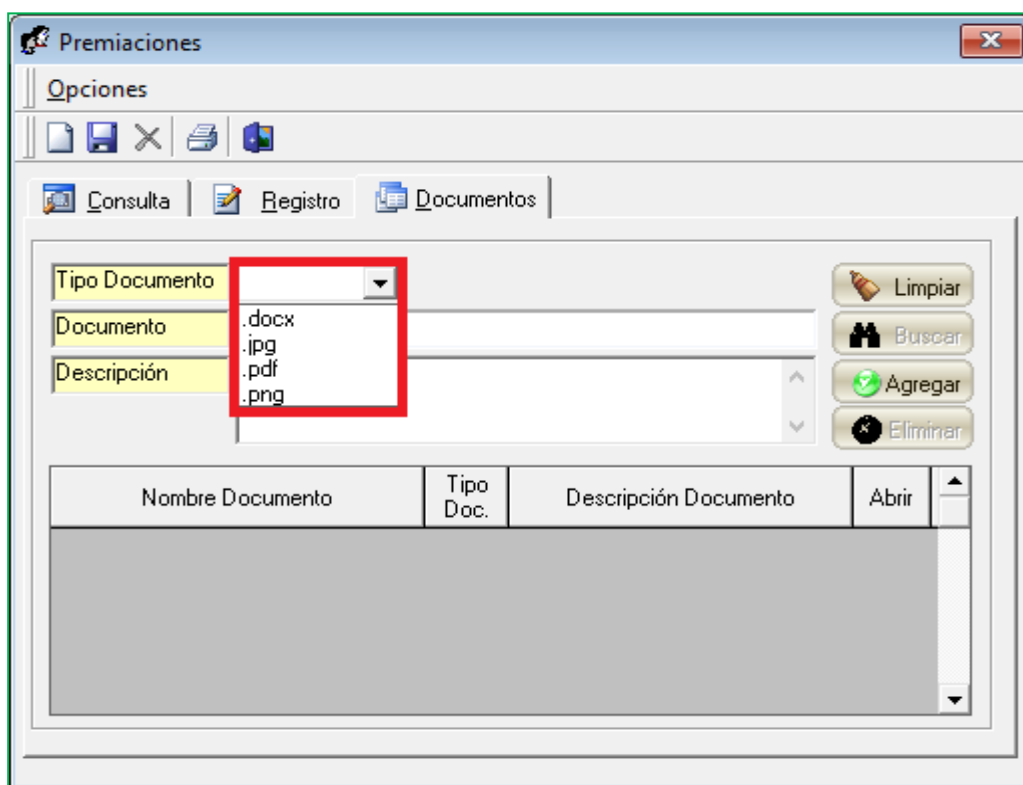 Premiaciones
Opciones
Consulta Registro Documentos
Tipo Documento
Limpiar
.docx
Documento
.jpg
Buscar
Descripción
.pdf
Agregar
.png
Eliminar
Nombre Documento Tipo Doc. Descripción Documento Abrir